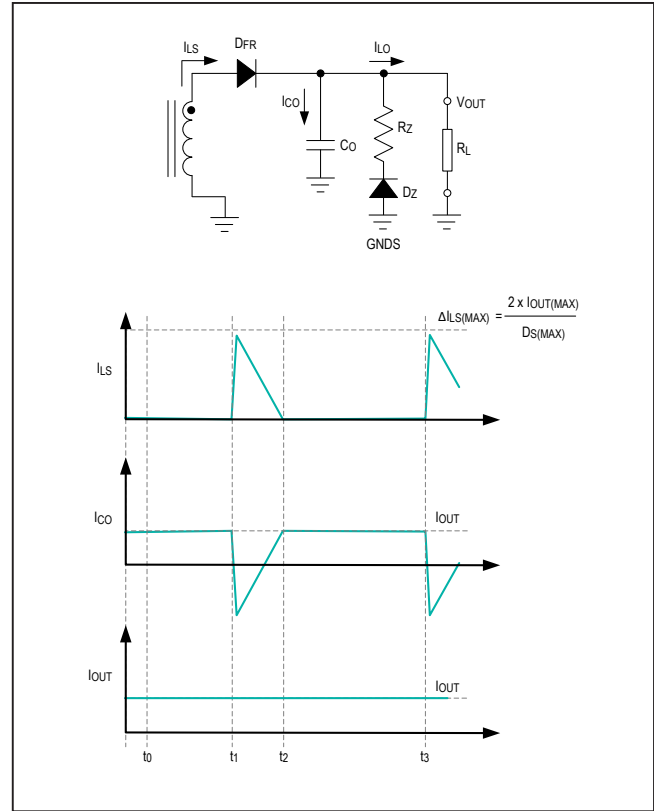 ILS
DFR
ILO
ICO
VOUT
RZ
CO
RL
DZ
GNDS
ΔILS(MAX) = 2 x IOUT(MAX) / DS(MAX)
ILS
ICO
IOUT
IOUT
IOUT
t0
t1
t2
t3